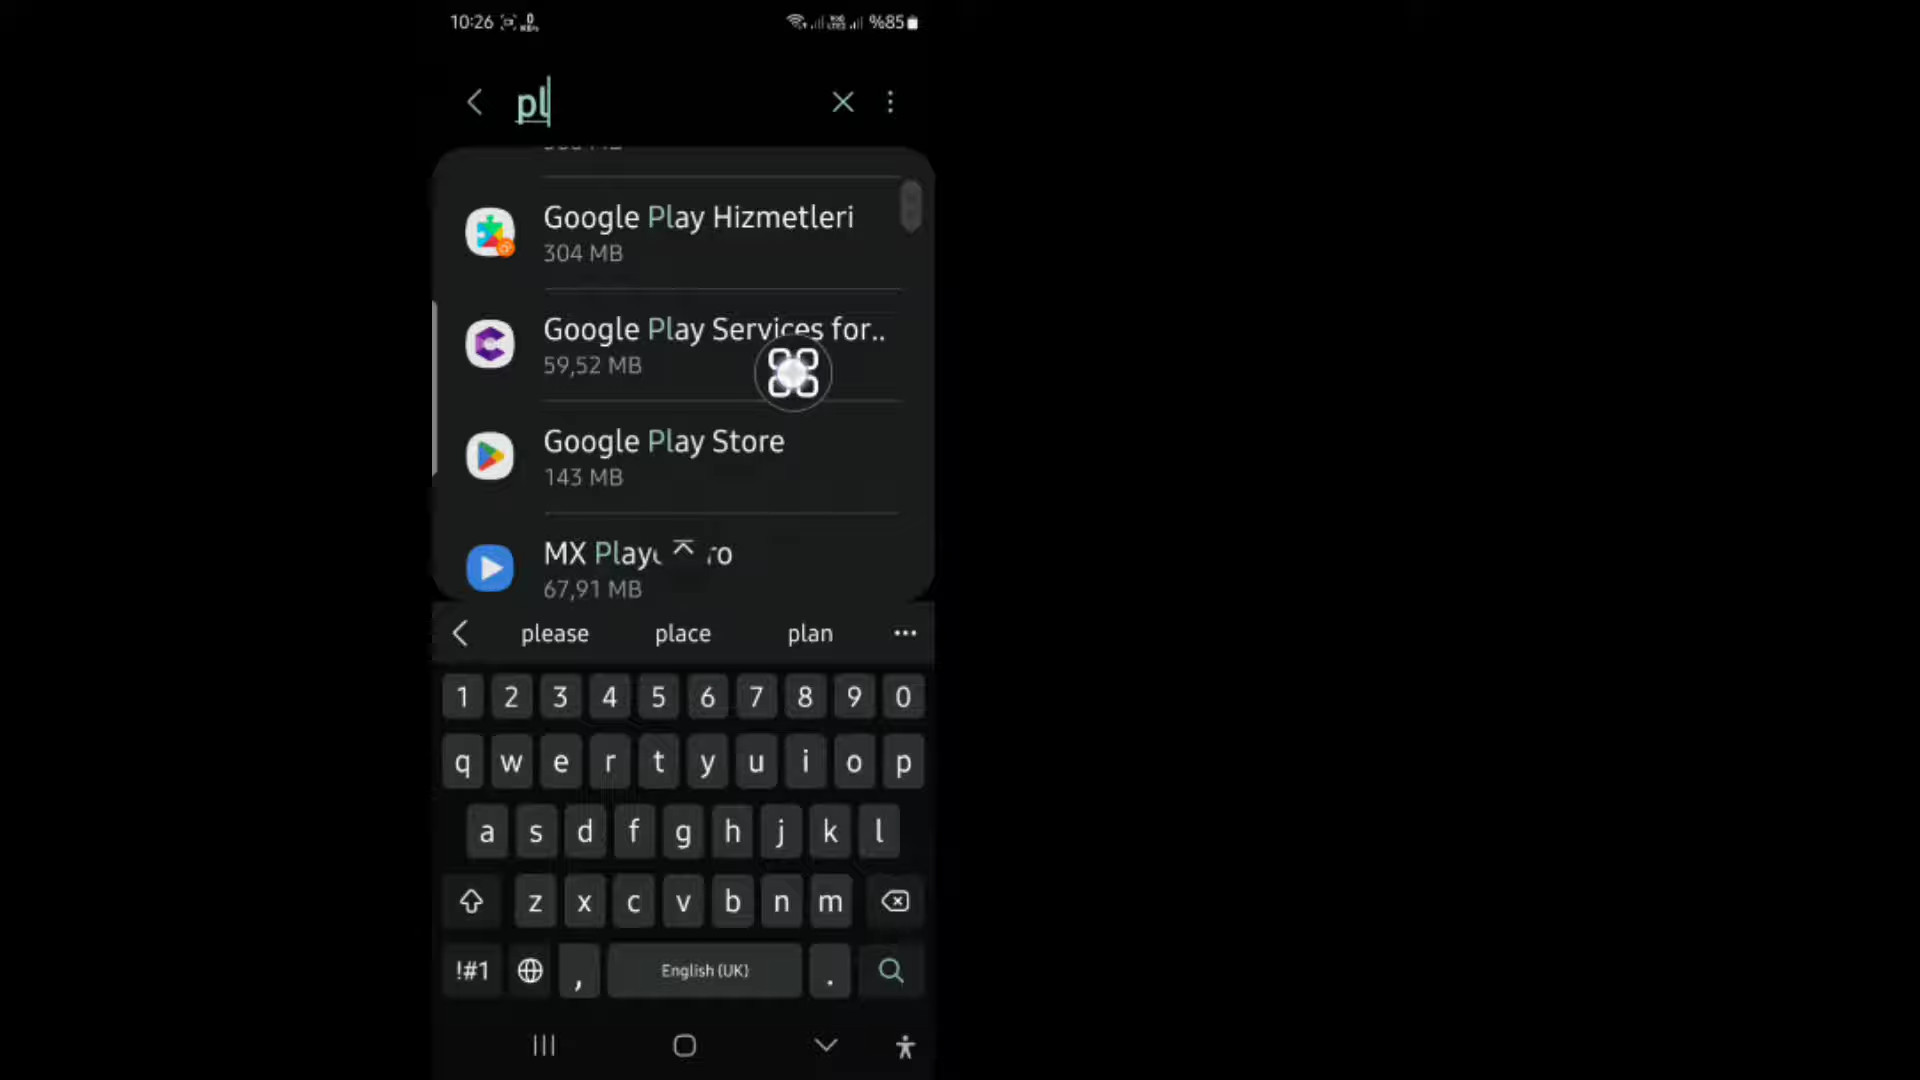 10:26 %85
pl
Google Play Hizmetleri
304 MB
Google Play Services for..
59,52 MB
Google Play Store
143 MB
MX Playe ro
67,91 MB
please place plan
1 2 3 4 5 6 7 8 9 0
q w e r t y u i o p
a s d f g h j k l
z x c v b n m
!#1 , English (UK) .